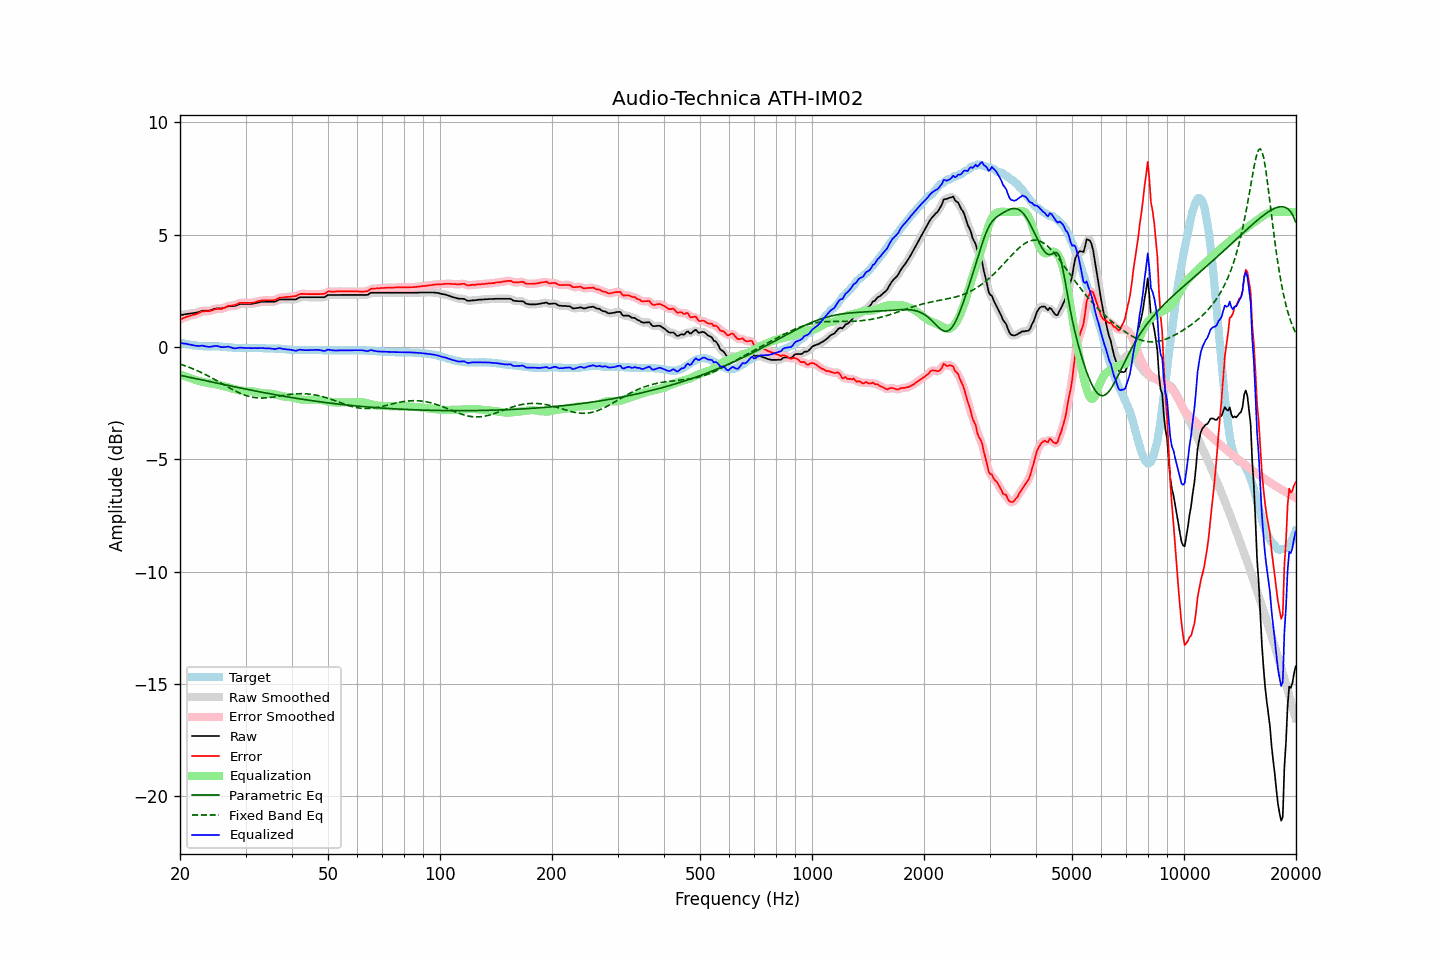 Audio-Technica ATH-IM02
10
5
0
−5
−10
−15
−20
Amplitude (dBr)
Target
Raw Smoothed
Error Smoothed
Raw
Error
Equalization
Parametric Eq
Fixed Band Eq
Equalized
20 50 100 200 500 1000 2000 5000 10000 20000
Frequency (Hz)